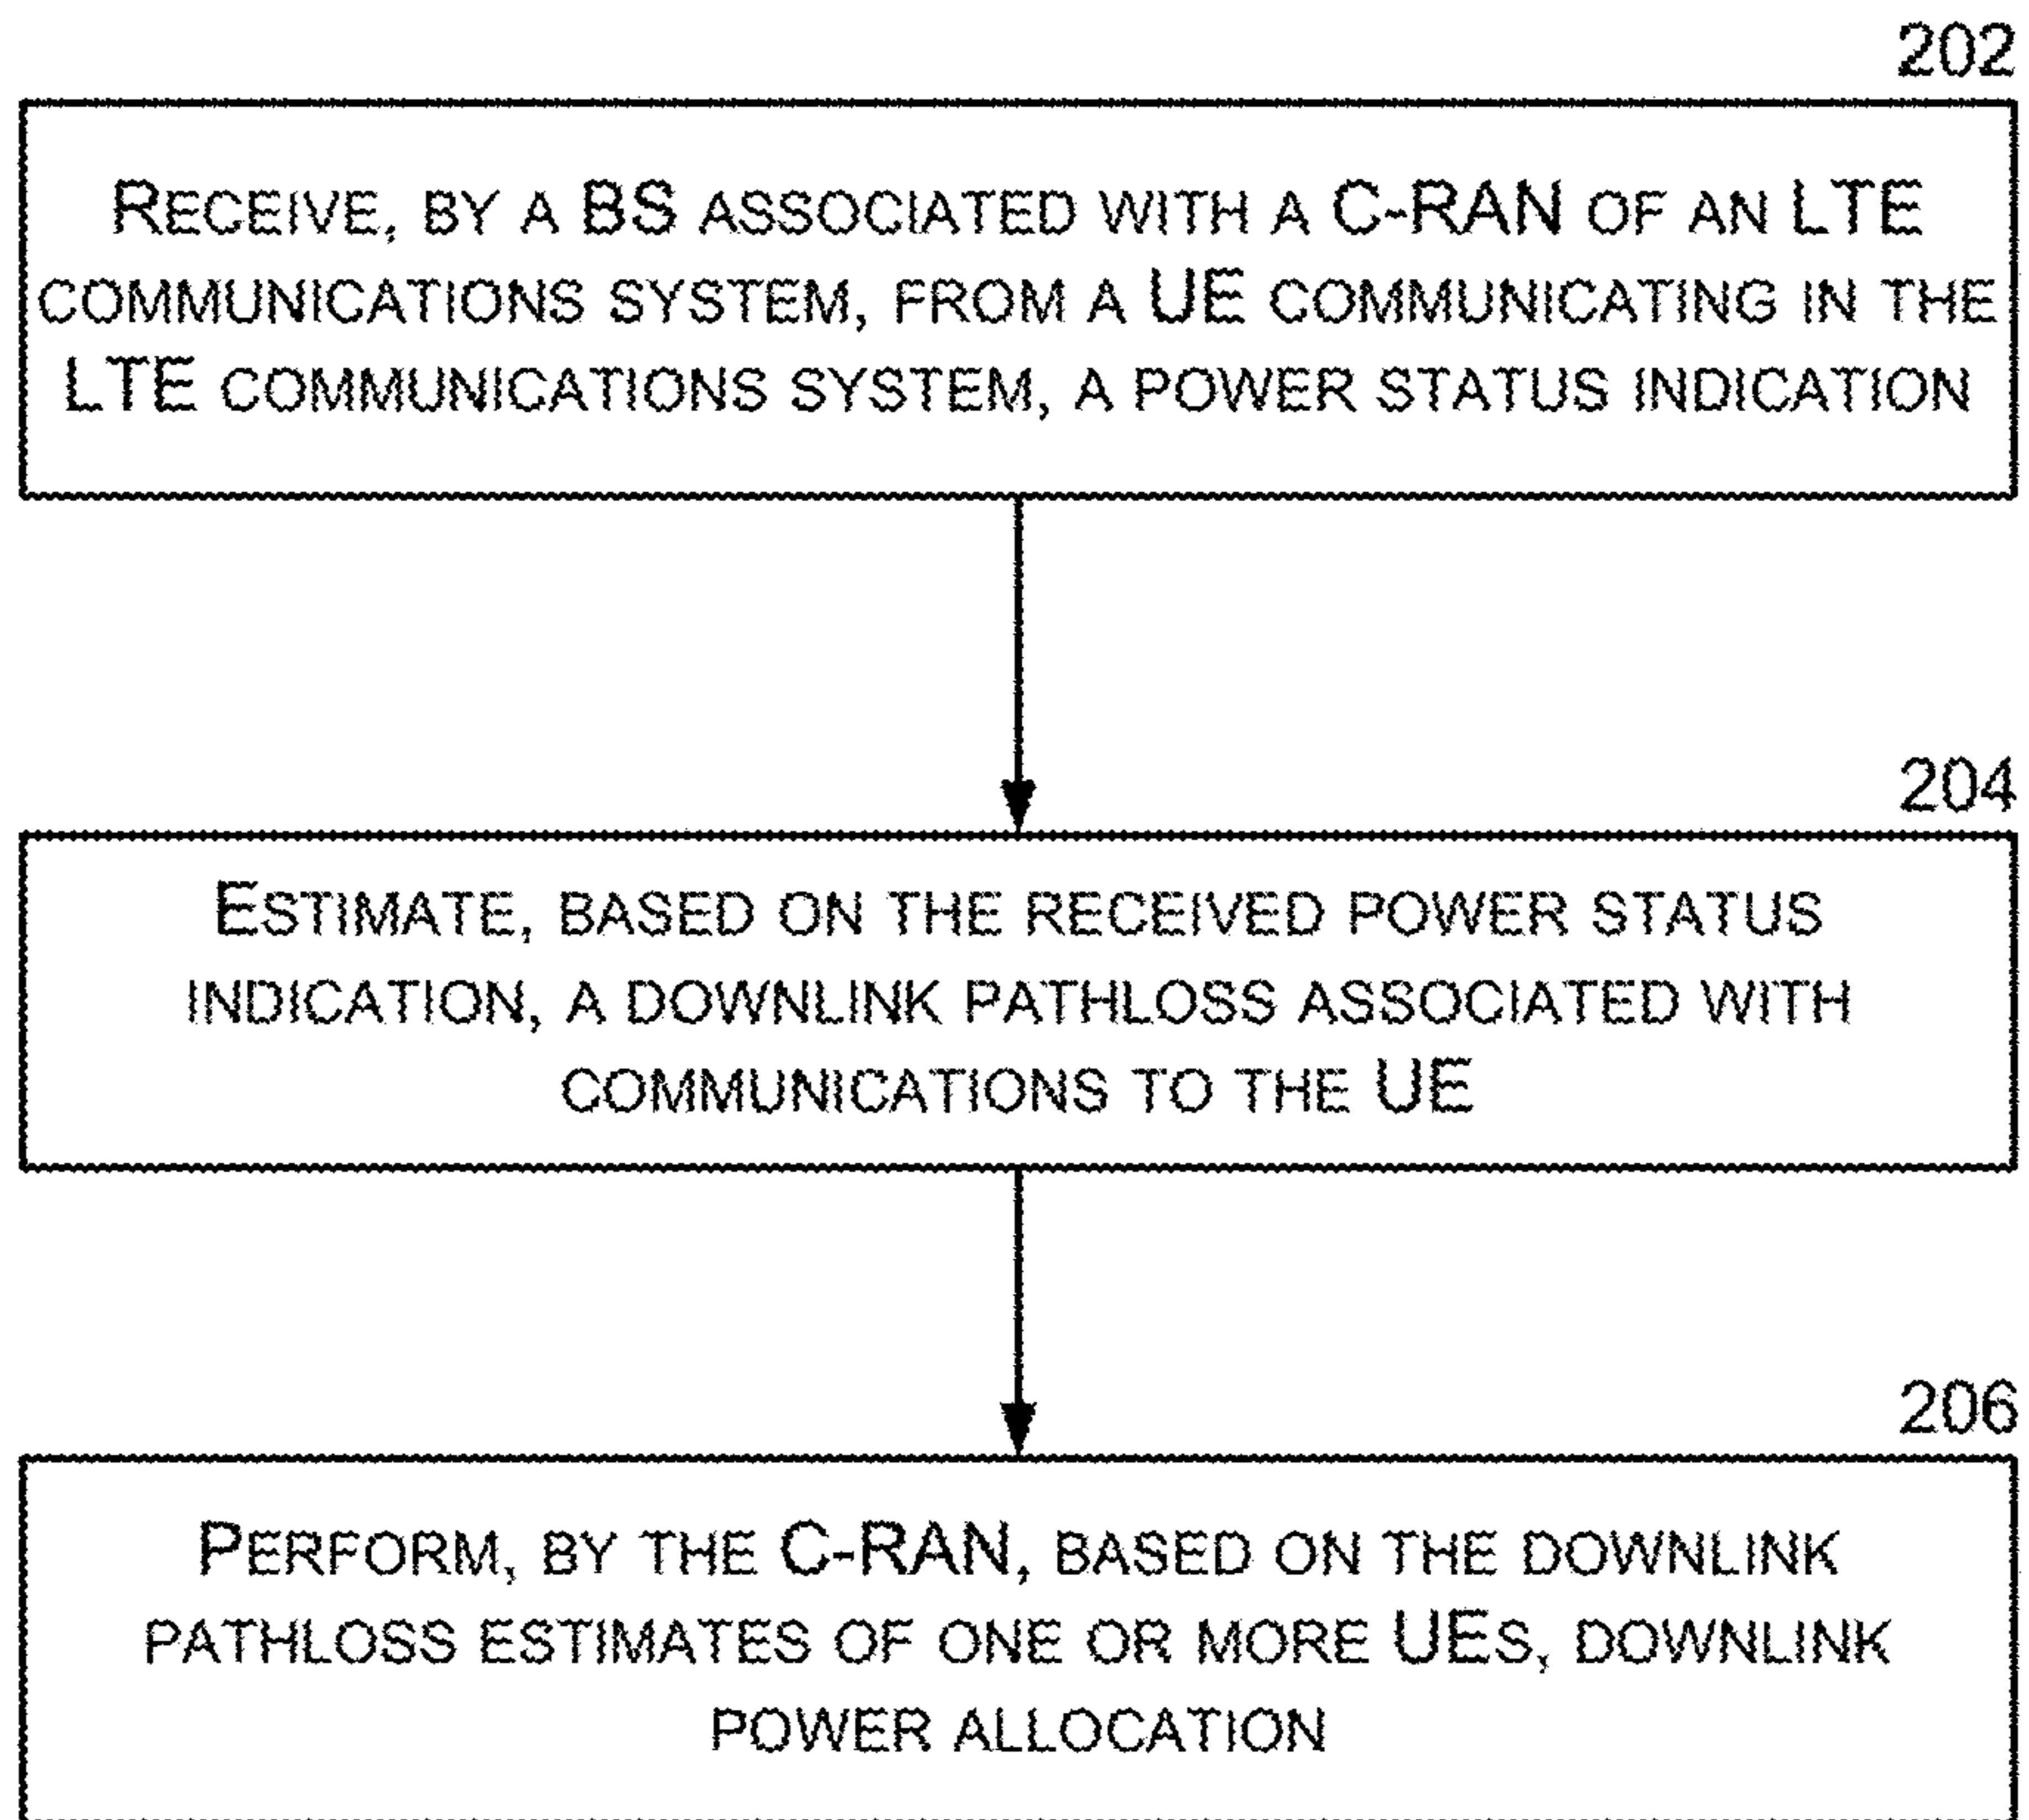 202
RECEIVE, BY A BS ASSOCIATED WITH A C-RAN OF AN LTE
COMMUNICATIONS SYSTEM, FROM A UE COMMUNICATING IN THE
LTE COMMUNICATIONS SYSTEM, A POWER STATUS INDICATION
204
ESTIMATE, BASED ON THE RECEIVED POWER STATUS
INDICATION, A DOWNLINK PATHLOSS ASSOCIATED WITH
COMMUNICATIONS TO THE UE
206
PERFORM, BY THE C-RAN, BASED ON THE DOWNLINK
PATHLOSS ESTIMATES OF ONE OR MORE UES, DOWNLINK
POWER ALLOCATION